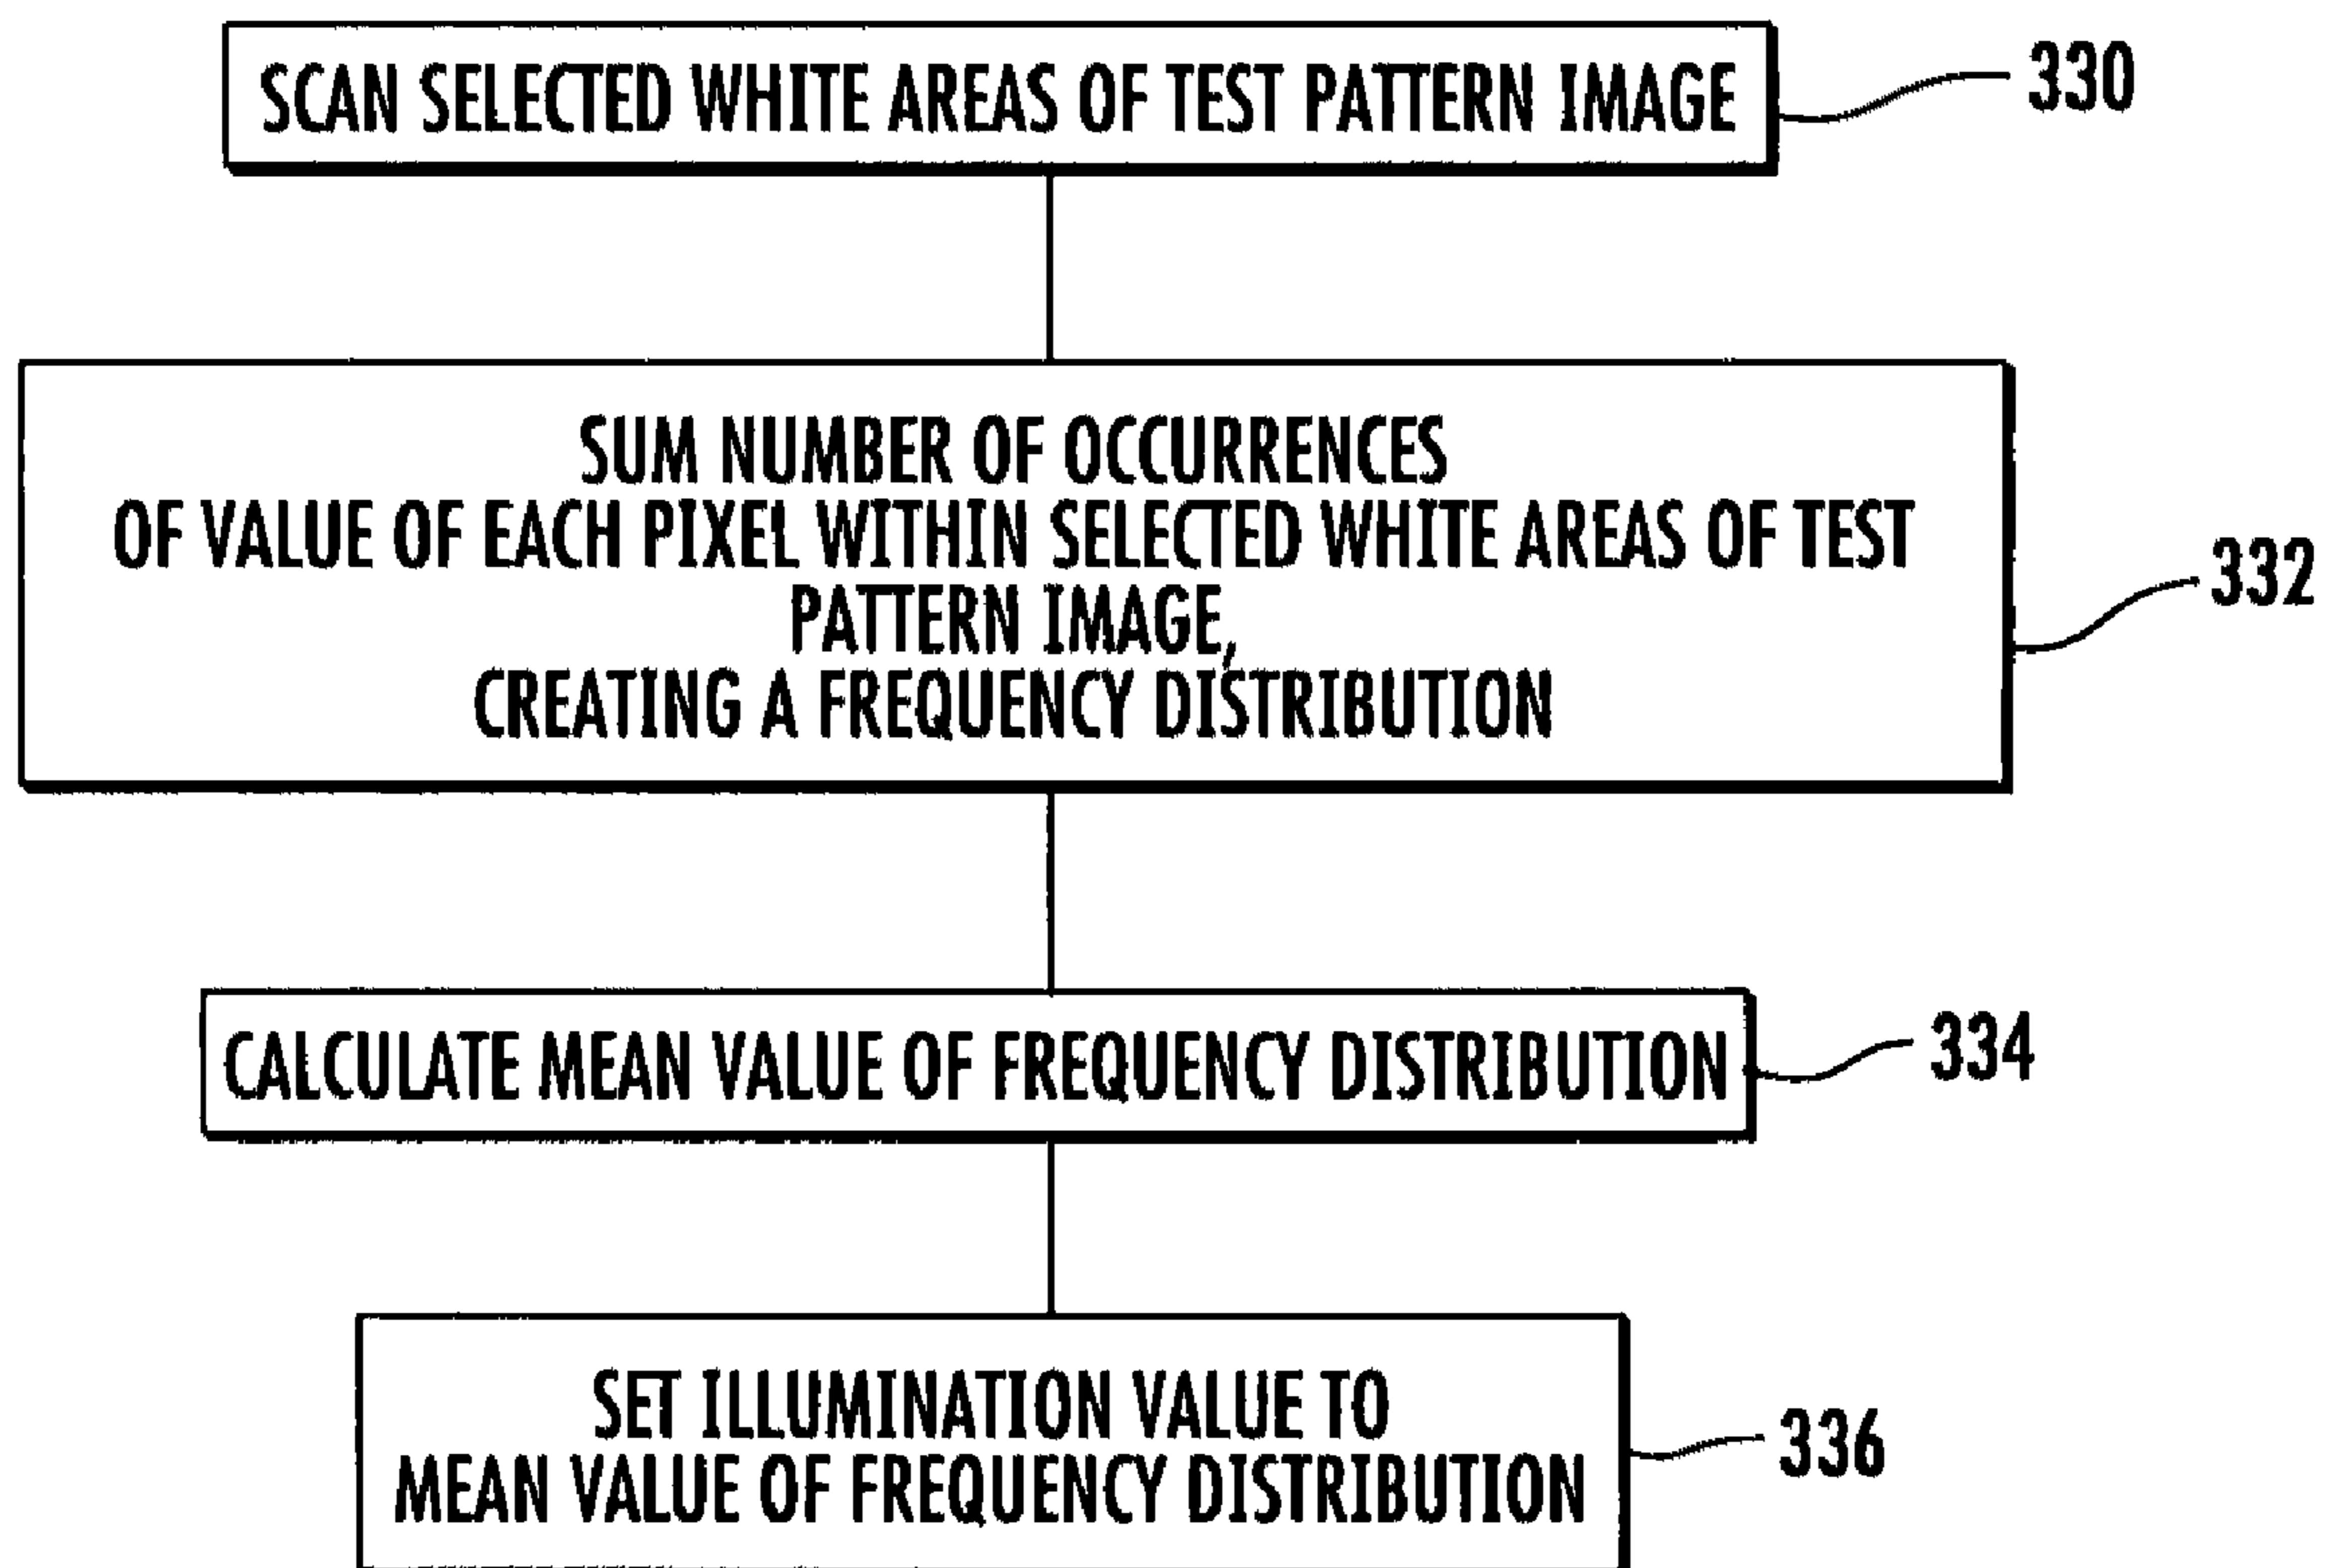 SCAN SELECTED WHITE AREAS OF TEST PATTERN IMAGE
330
SUM NUMBER OF OCCURRENCES
OF VALUE OF EACH PIXEL WITHIN SELECTED WHITE AREAS OF TEST
PATTERN IMAGE,
CREATING A FREQUENCY DISTRIBUTION
332
CALCULATE MEAN VALUE OF FREQUENCY DISTRIBUTION
334
SET ILLUMINATION VALUE TO
MEAN VALUE OF FREQUENCY DISTRIBUTION
336